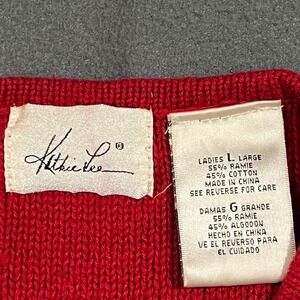 Kathie Lee ®
LADIES L LARGE
55% RAMIE
45% COTTON
MADE IN CHINA
SEE REVERSE FOR CARE
DAMAS G GRANDE
55% RAMIE
45% ALGODON
HECHO EN CHINA
VE EL REVERSO PARA
EL CUIDADO